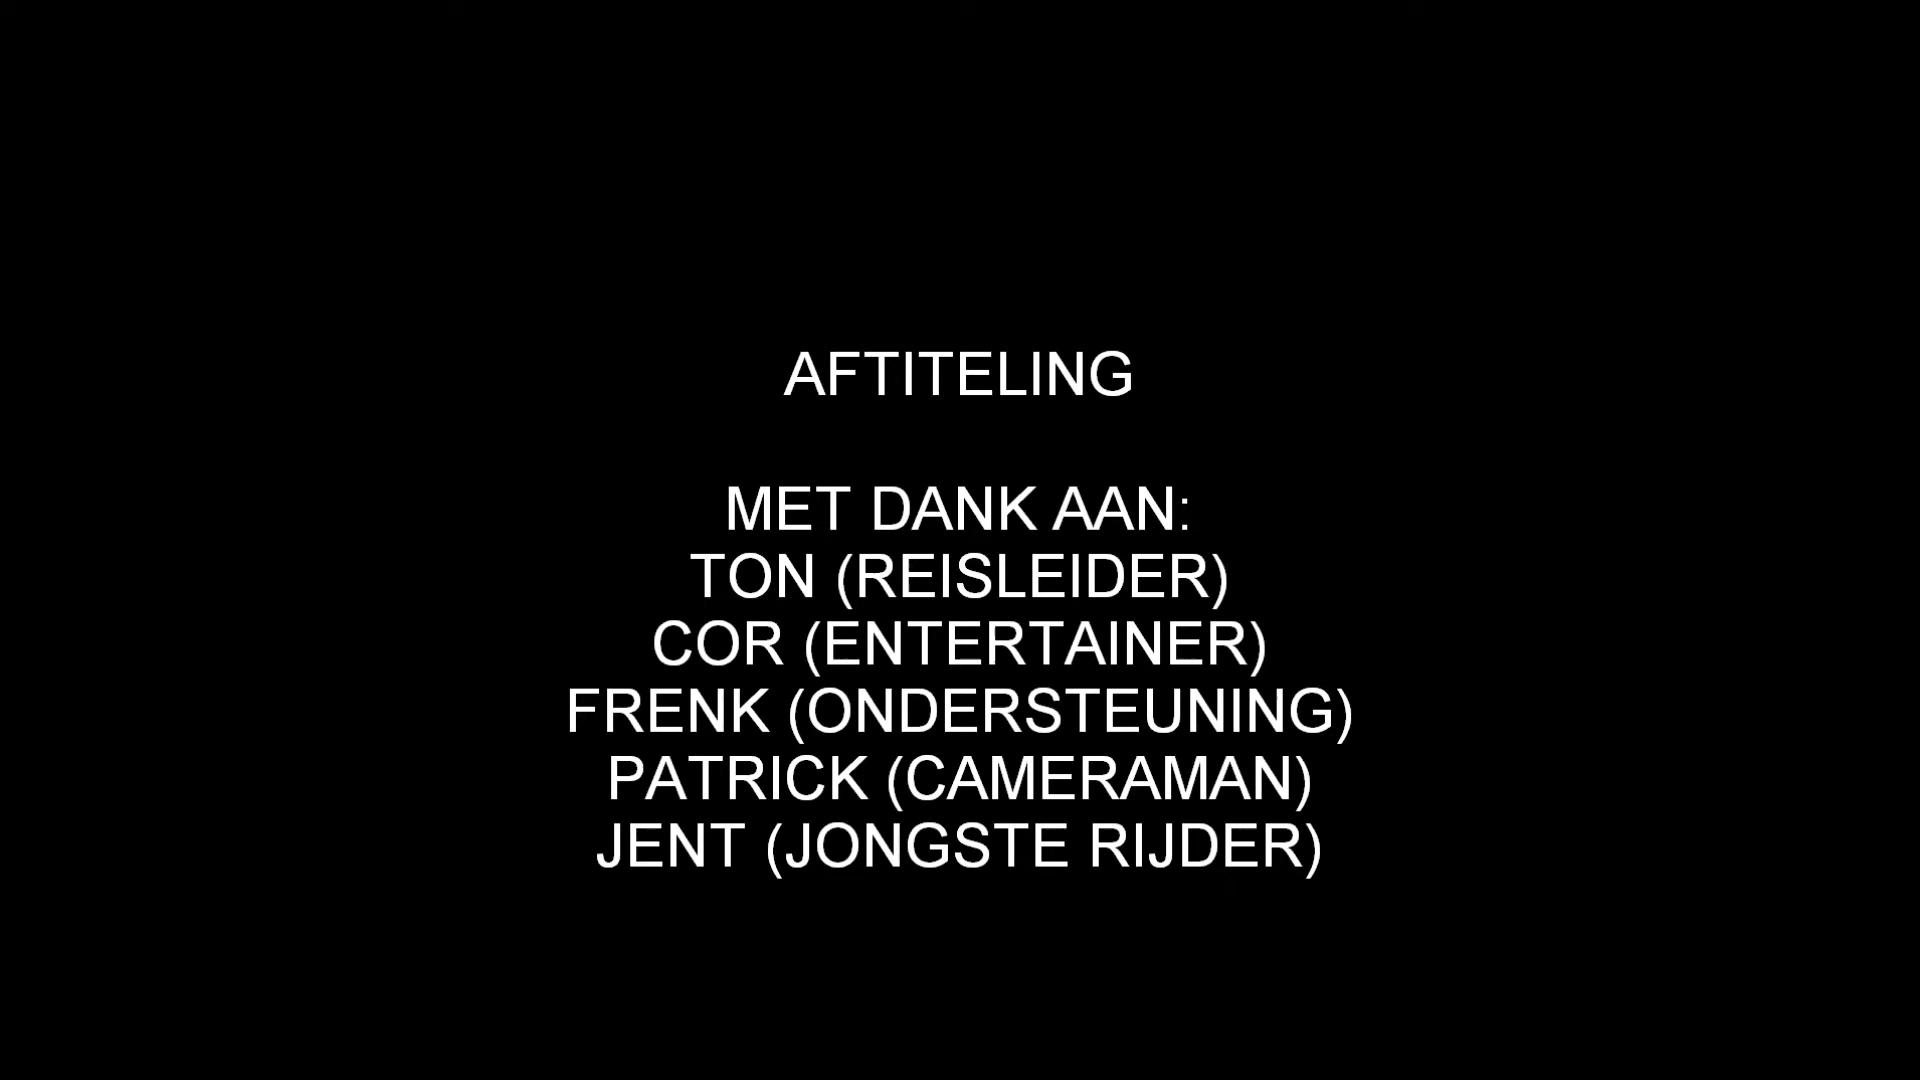 AFTITELING
MET DANK AAN:
TON (REISLEIDER)
COR (ENTERTAINER)
FRENK (ONDERSTEUNING)
PATRICK (CAMERAMAN)
JENT (JONGSTE RIJDER)